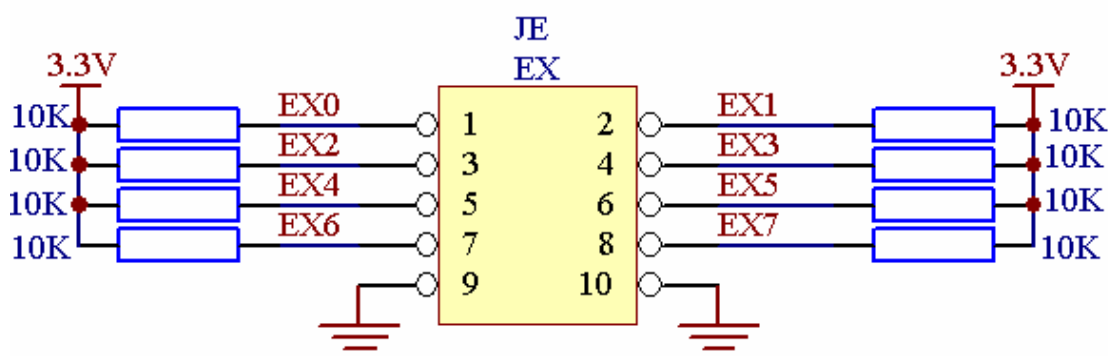 JE
EX
3.3V 3.3V
10K EX0 1 2 EX1 10K
10K EX2 3 4 EX3 10K
10K EX4 5 6 EX5 10K
10K EX6 7 8 EX7 10K
9 10